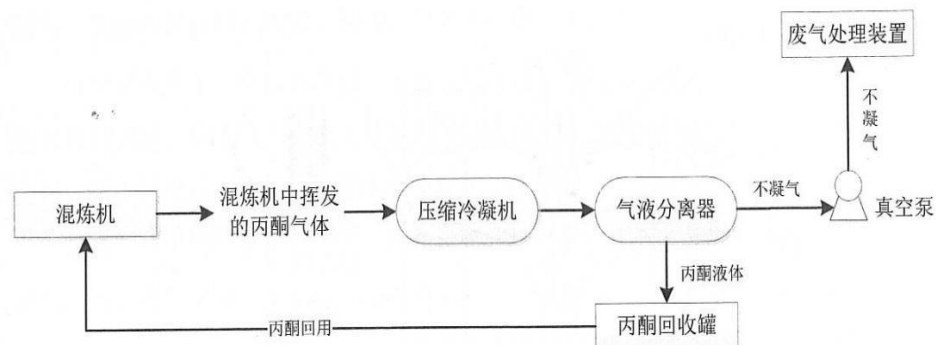 废气处理装置
不
凝
气
混炼机
混炼机中挥发
的丙酮气体
压缩冷凝机
气液分离器
不凝气
真空泵
丙酮液体
丙酮回用
丙酮回收罐